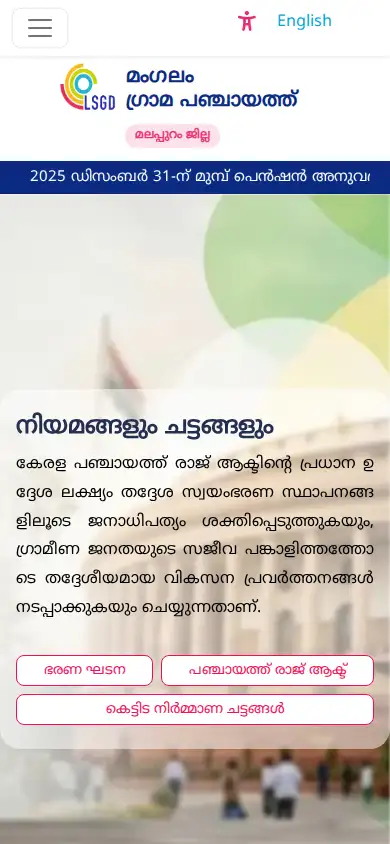 English
LSGD
മംഗലം
ഗ്രാമ പഞ്ചായത്ത്
മലപ്പുറം ജില്ല
2025 ഡിസംബർ 31-ന് മുമ്പ് പെൻഷൻ
നിയമങ്ങളും ചട്ടങ്ങളും
കേരള പഞ്ചായത്ത് രാജ് ആക്ടിന്റെ പ്രധാന ഉ
ദ്ദേശ ലക്ഷ്യം തദ്ദേശ സ്വയംഭരണ സ്ഥാപനങ്ങ
ളിലൂടെ ജനാധിപത്യം ശക്തിപ്പെടുത്തുകയും,
ഗ്രാമീണ ജനതയുടെ സജീവ പങ്കാളിത്തത്തോ
ടെ തദ്ദേശീയമായ വികസന പ്രവർത്തനങ്ങൾ
നടപ്പാക്കുകയും ചെയ്യുന്നതാണ്.
ഭരണ ഘടന
പഞ്ചായത്ത് രാജ് ആക്ട്
കെട്ടിട നിർമ്മാണ ചട്ടങ്ങൾ